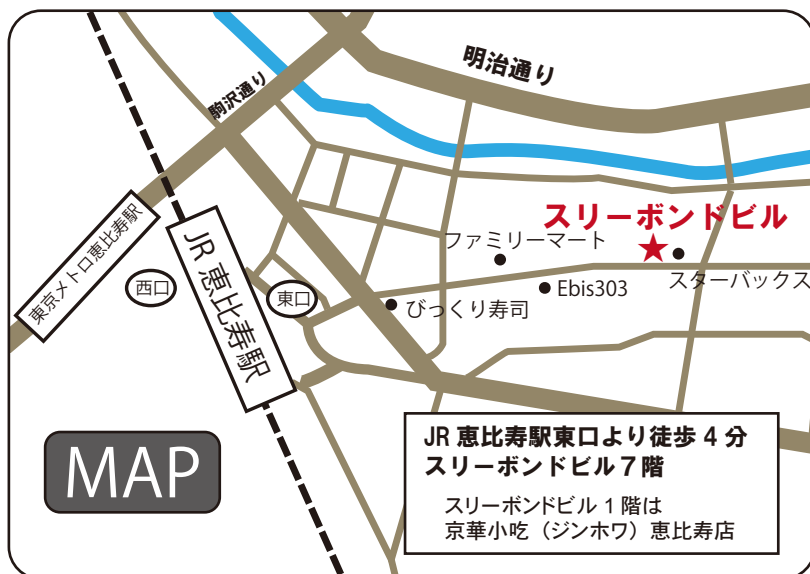 明治通り
駒沢通り
東京メトロ恵比寿駅
JR 恵比寿駅
西口
東口
スリーボンドビル
ファミリーマート
スターバックス
Ebis303
びっくり寿司
MAP
JR 恵比寿駅東口より徒歩 4 分
スリーボンドビル 7 階
スリーボンドビル 1 階は
京華小吃（ジンホワ）恵比寿店